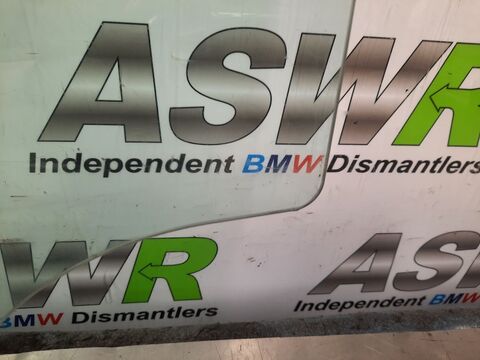 ASWR
Independent BMW Dismantlers
WR
BMW Dismantlers
ASW
Independent BMW